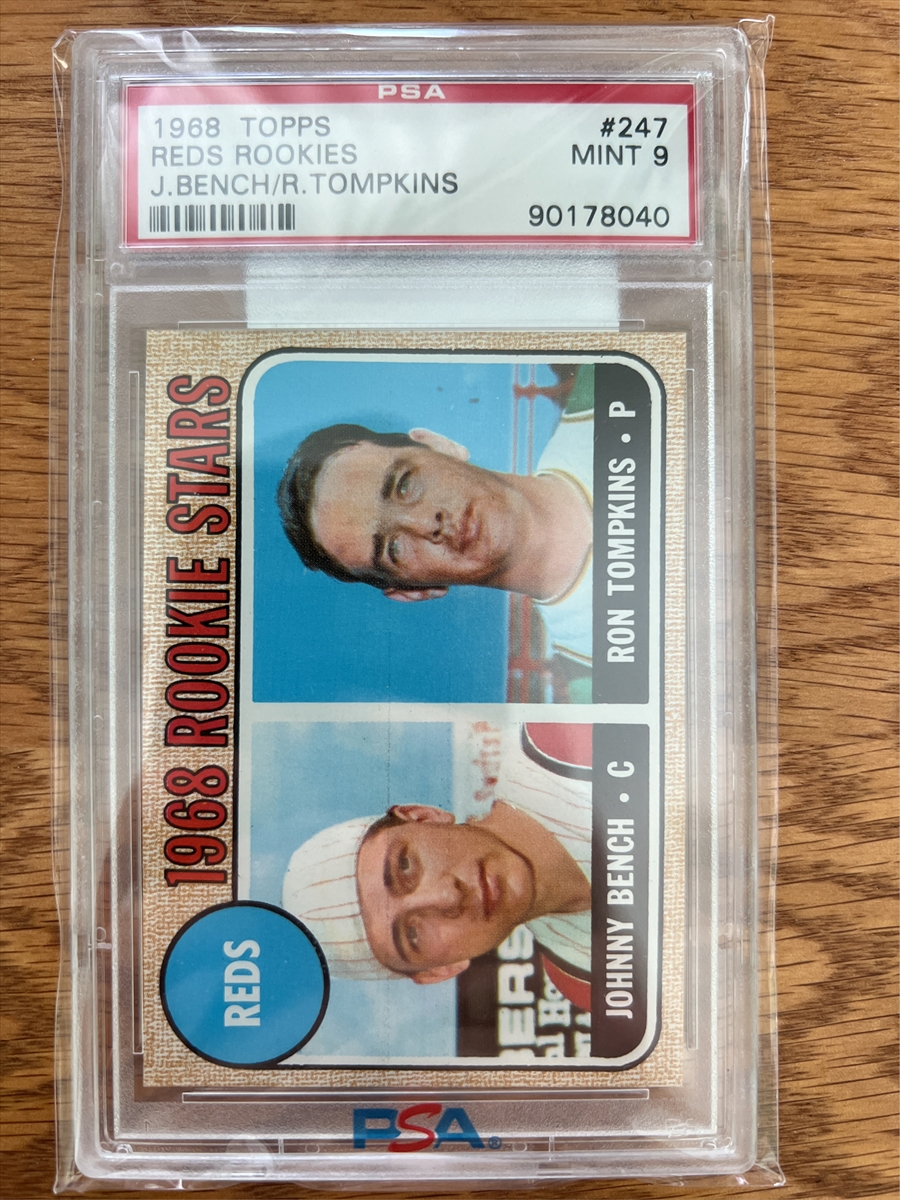 PSA
1968 TOPPS #247
REDS ROOKIES MINT 9
J.BENCH/R.TOMPKINS
90178040
1968 ROOKIE STARS
REDS
JOHNNY BENCH • C
RON TOMPKINS • P
PSA®